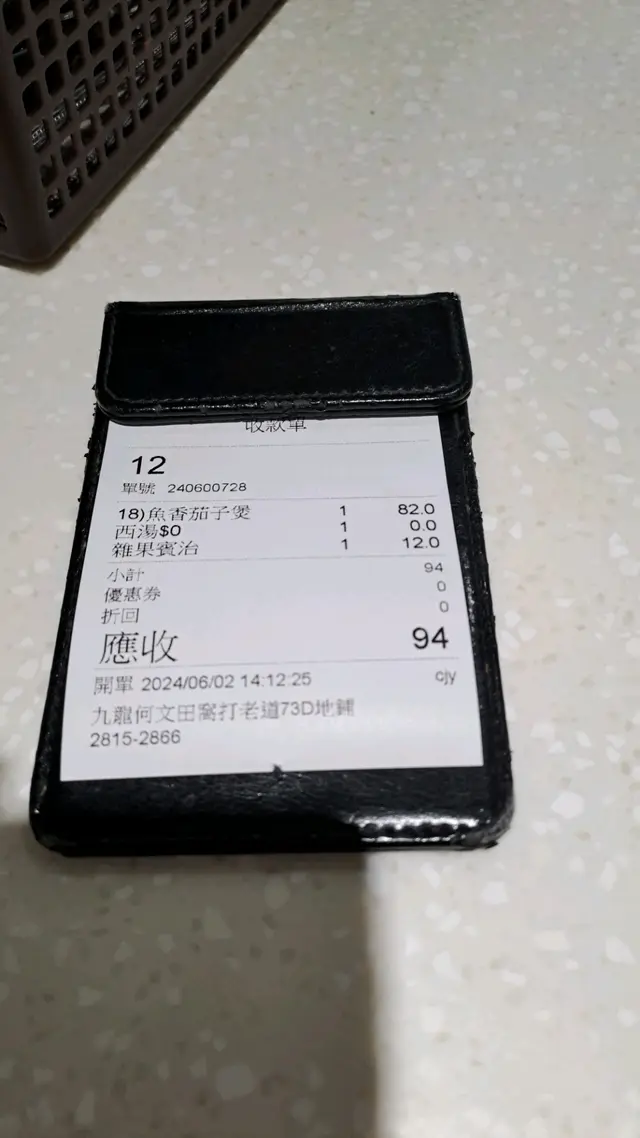 收款單
12
單號 240600728
18)魚香茄子煲 1 82.0
西湯$0 1 0.0
雜果賓治 1 12.0
小計 94
優惠券 0
折回 0
應收 94
開單 2024/06/02 14:12:25 cjy
九龍何文田窩打老道73D地鋪
2815-2866